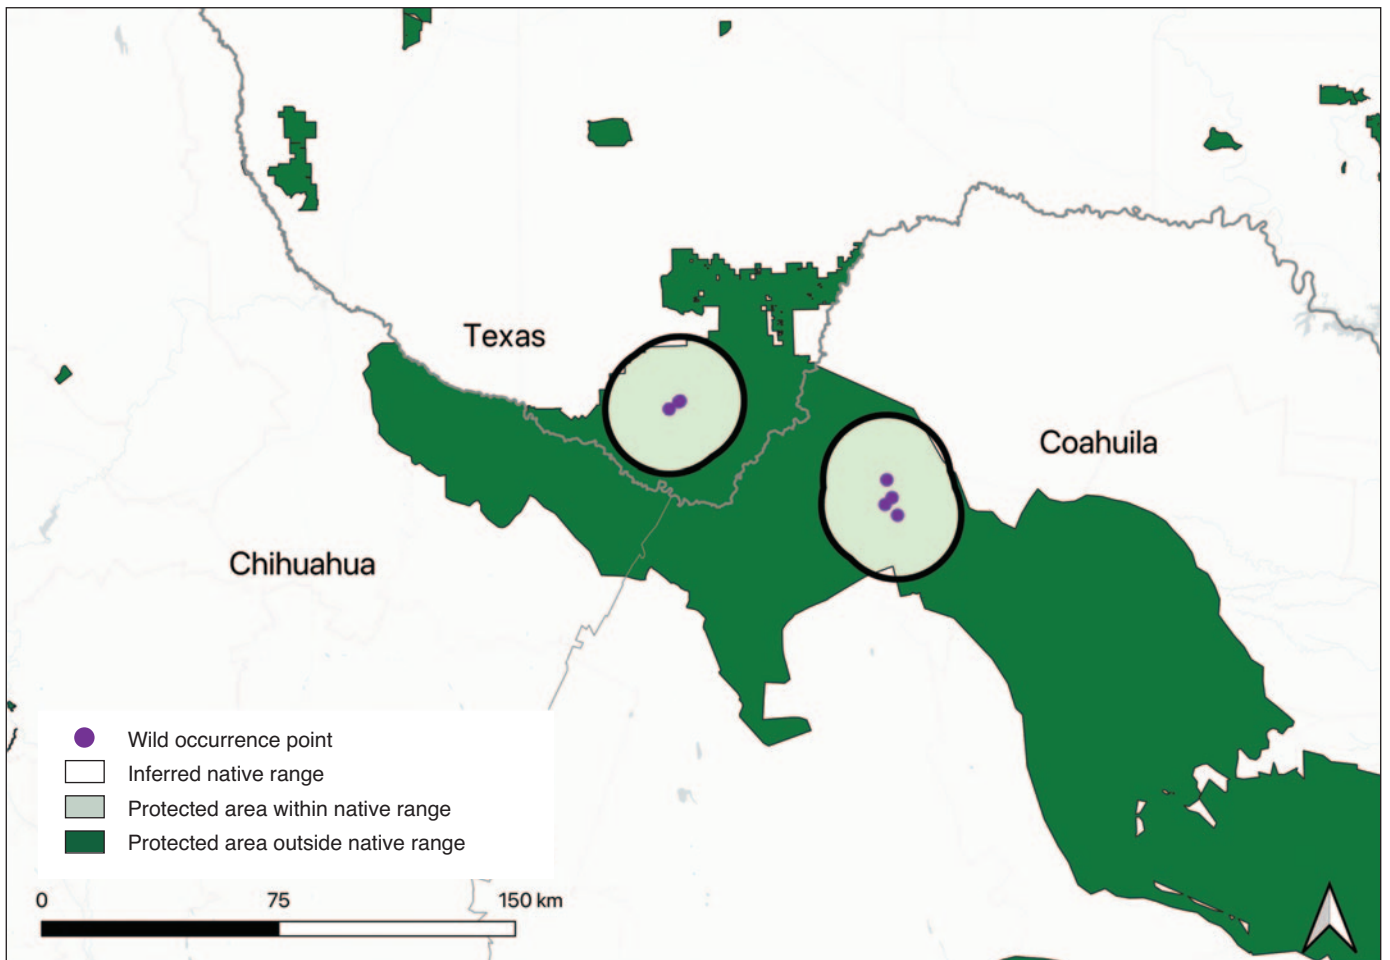 Texas
Coahuila
Chihuahua
Wild occurrence point
Inferred native range
Protected area within native range
Protected area outside native range
0 75 150 km